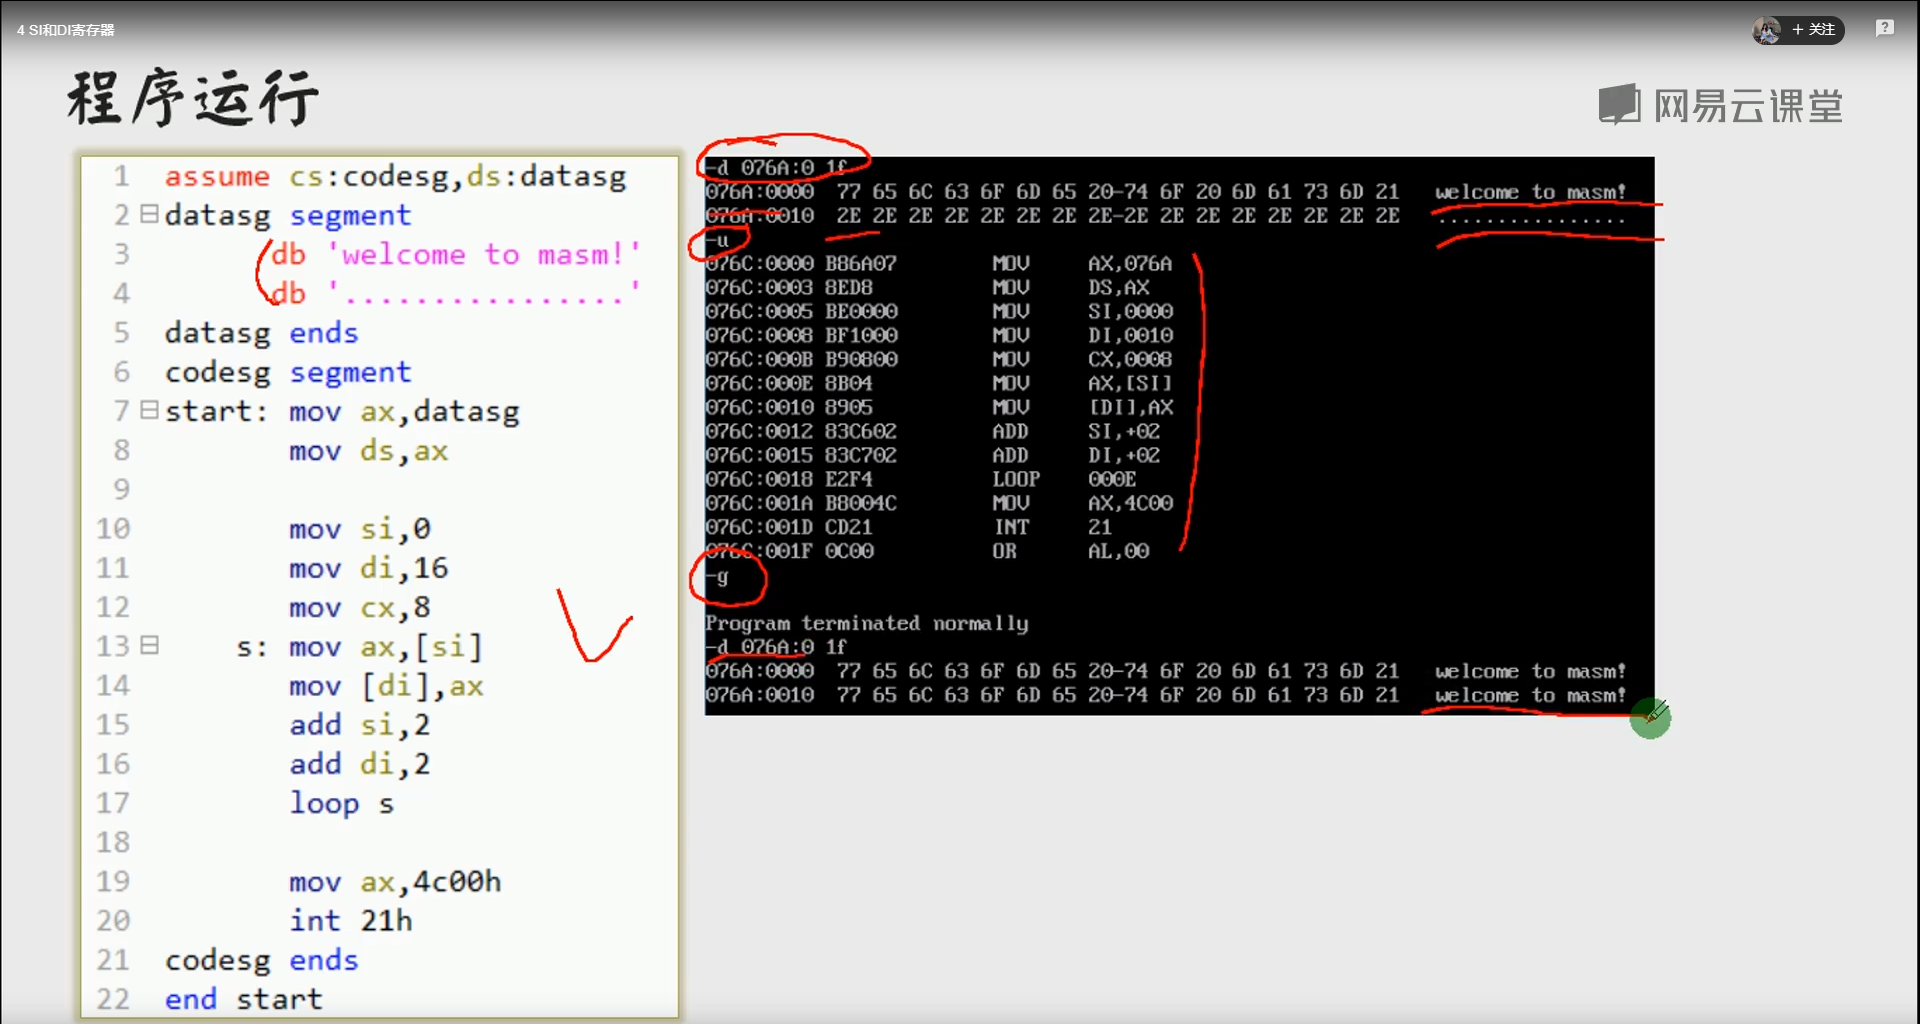 4 SI和DI寄存器
+ 关注
?
程序运行
网易云课堂
1 assume cs:codesg,ds:datasg
2 datasg segment
3 db 'welcome to masm!'
4 db '................'
5 datasg ends
6 codesg segment
7 start: mov ax,datasg
8 mov ds,ax
9
10 mov si,0
11 mov di,16
12 mov cx,8
13 s: mov ax,[si]
14 mov [di],ax
15 add si,2
16 add di,2
17 loop s
18
19 mov ax,4c00h
20 int 21h
21 codesg ends
22 end start
-d 076A:0 1f
076A:0000 77 65 6C 63 6F 6D 65 20-74 6F 20 6D 61 73 6D 21 welcome to masm!
076A:0010 2E 2E 2E 2E 2E 2E 2E 2E-2E 2E 2E 2E 2E 2E 2E 2E ................
-u
076C:0000 B86A07 MOV AX,076A
076C:0003 8ED8 MOV DS,AX
076C:0005 BE0000 MOV SI,0000
076C:0008 BF1000 MOV DI,0010
076C:000B B90800 MOV CX,0008
076C:000E 8B04 MOV AX,[SI]
076C:0010 8905 MOV [DI],AX
076C:0012 83C602 ADD SI,+02
076C:0015 83C702 ADD DI,+02
076C:0018 E2F4 LOOP 000E
076C:001A B8004C MOV AX,4C00
076C:001D CD21 INT 21
076C:001F 0C00 OR AL,00
-g
Program terminated normally
-d 076A:0 1f
076A:0000 77 65 6C 63 6F 6D 65 20-74 6F 20 6D 61 73 6D 21 welcome to masm!
076A:0010 77 65 6C 63 6F 6D 65 20-74 6F 20 6D 61 73 6D 21 welcome to masm!